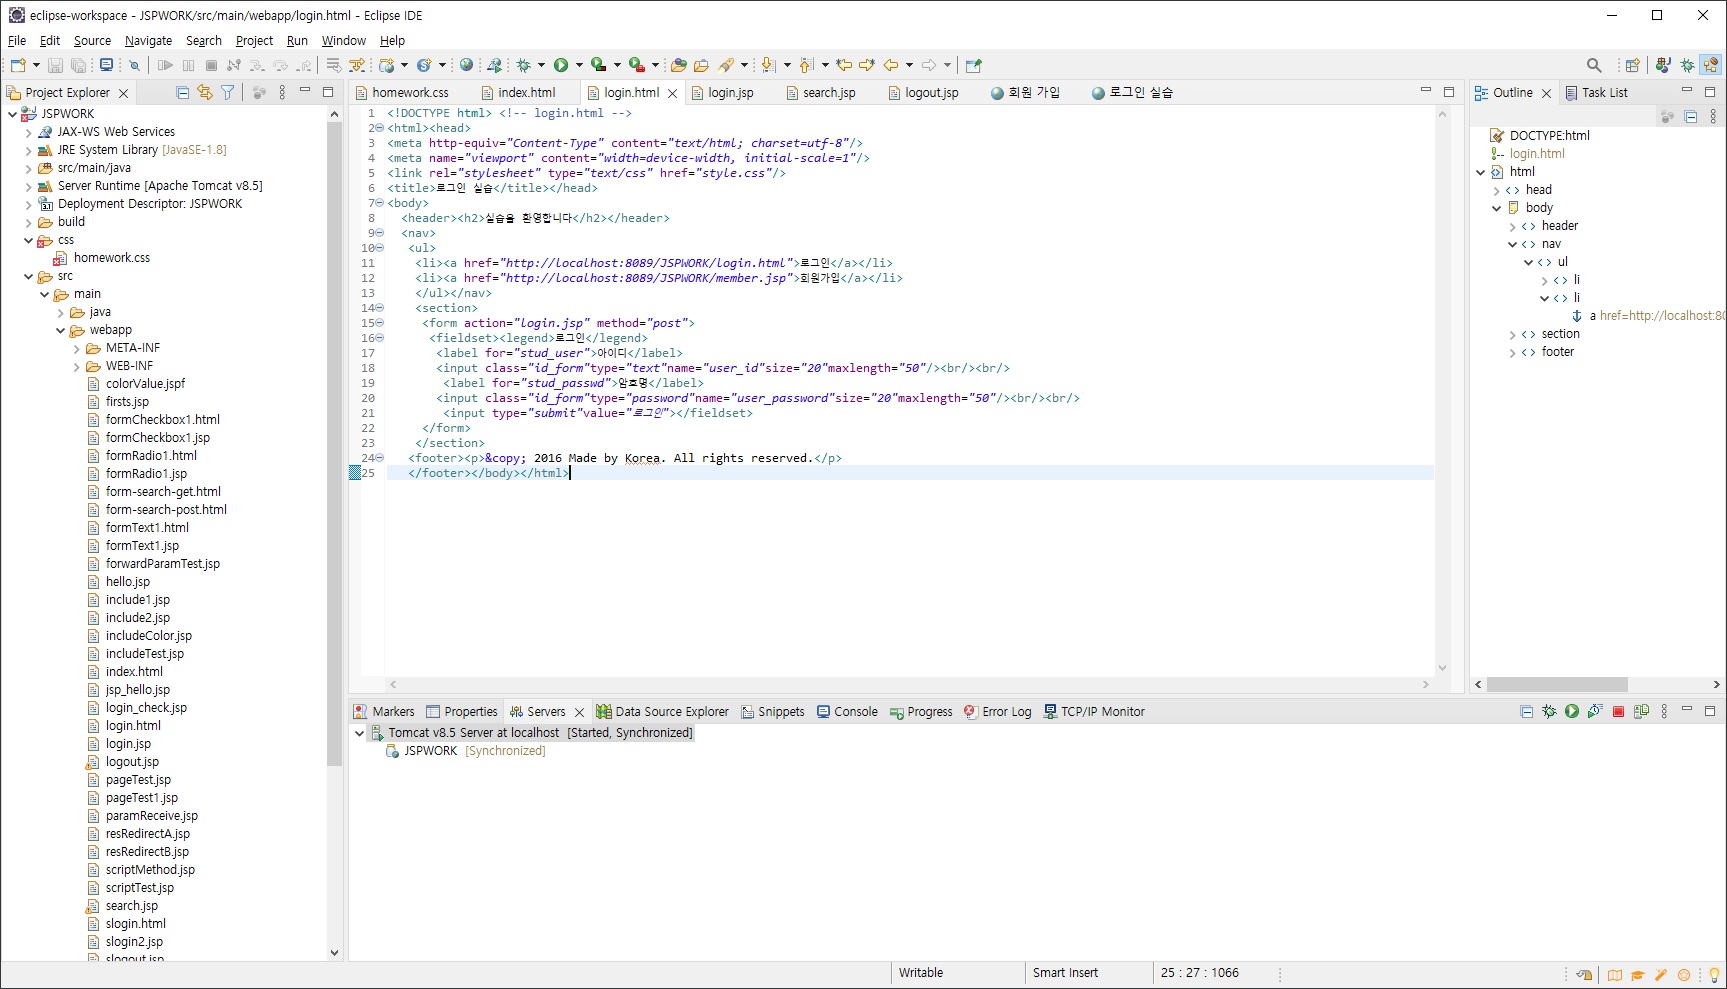 eclipse-workspace - JSPWORK/src/main/webapp/login.html - Eclipse IDE
File Edit Source Navigate Search Project Run Window Help
Project Explorer
JSPWORK
JAX-WS Web Services
JRE System Library [JavaSE-1.8]
src/main/java
Server Runtime [Apache Tomcat v8.5]
Deployment Descriptor: JSPWORK
build
css
homework.css
src
main
java
webapp
META-INF
WEB-INF
colorValue.jspf
firsts.jsp
formCheckbox1.html
formCheckbox1.jsp
formRadio1.html
formRadio1.jsp
form-search-get.html
form-search-post.html
formText1.html
formText1.jsp
forwardParamTest.jsp
hello.jsp
include1.jsp
include2.jsp
includeColor.jsp
includeTest.jsp
index.html
jsp_hello.jsp
login_check.jsp
login.html
login.jsp
logout.jsp
pageTest.jsp
pageTest1.jsp
paramReceive.jsp
resRedirectA.jsp
resRedirectB.jsp
scriptMethod.jsp
scriptTest.jsp
search.jsp
slogin.html
slogin2.jsp
slogout.jsp
homework.css index.html login.html login.jsp search.jsp logout.jsp 회원 가입 로그인 실습
1 <!DOCTYPE html> <!-- login.html -->
2 <html><head>
3 <meta http-equiv="Content-Type" content="text/html; charset=utf-8"/>
4 <meta name="viewport" content="width=device-width, initial-scale=1"/>
5 <link rel="stylesheet" type="text/css" href="style.css"/>
6 <title>로그인 실습</title></head>
7 <body>
8 <header><h2>실습을 환영합니다</h2></header>
9 <nav>
10 <ul>
11 <li><a href="http://localhost:8089/JSPWORK/login.html">로그인</a></li>
12 <li><a href="http://localhost:8089/JSPWORK/member.jsp">회원가입</a></li>
13 </ul></nav>
14 <section>
15 <form action="login.jsp" method="post">
16 <fieldset><legend>로그인</legend>
17 <label for="stud_user">아이디</label>
18 <input class="id_form"type="text"name="user_id"size="20"maxlength="50"/><br/><br/>
19 <label for="stud_passwd">암호명</label>
20 <input class="id_form"type="password"name="user_password"size="20"maxlength="50"/><br/><br/>
21 <input type="submit"value="로그인"></fieldset>
22 </form>
23 </section>
24 <footer><p>&copy; 2016 Made by Korea. All rights reserved.</p>
25 </footer></body></html>
Outline Task List
DOCTYPE:html
login.html
html
head
body
header
nav
ul
li
li
a href=http://localhost:80
section
footer
Markers Properties Servers Data Source Explorer Snippets Console Progress Error Log TCP/IP Monitor
Tomcat v8.5 Server at localhost [Started, Synchronized]
JSPWORK [Synchronized]
Writable Smart Insert 25 : 27 : 1066